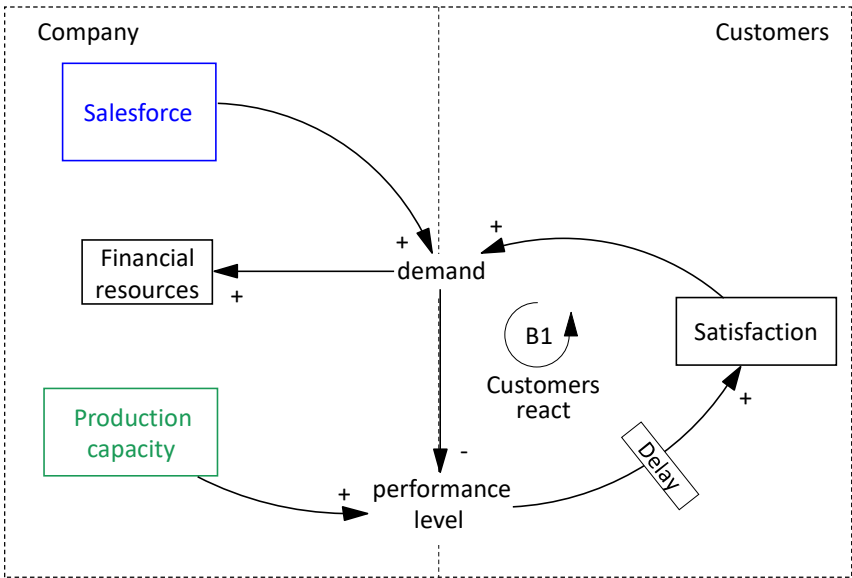 Company
Customers
Salesforce
+
+
demand
Financial
resources
+
B1
Customers
react
Satisfaction
+
Production
capacity
Delay
-
+
performance
level